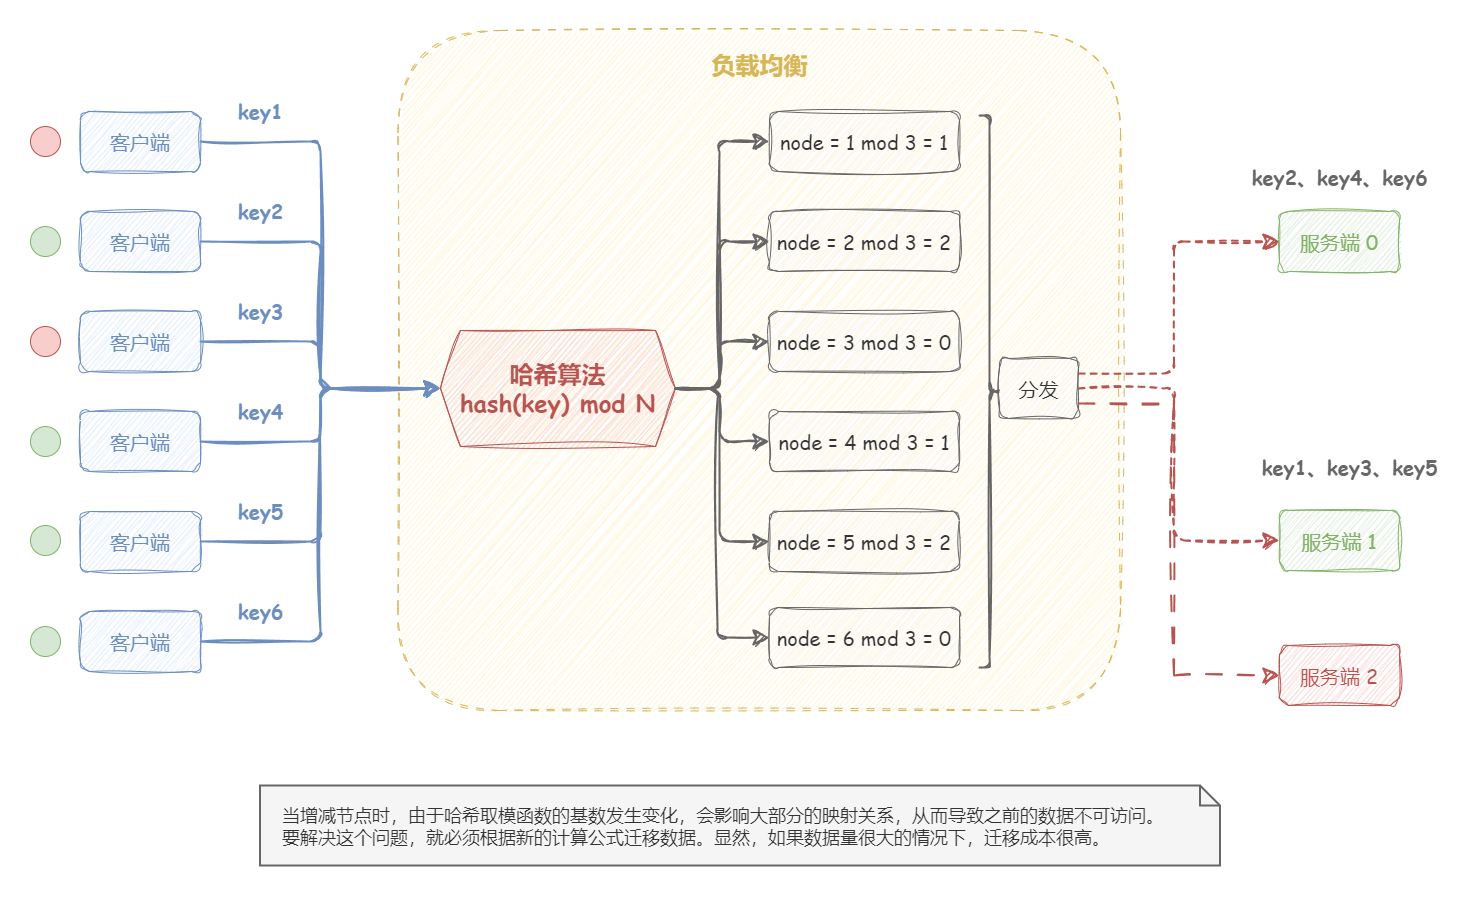 负载均衡
key1
客户端
key2
客户端
key3
客户端
key4
客户端
key5
客户端
key6
客户端
哈希算法
hash(key) mod N
node = 1 mod 3 = 1
node = 2 mod 3 = 2
node = 3 mod 3 = 0
node = 4 mod 3 = 1
node = 5 mod 3 = 2
node = 6 mod 3 = 0
分发
key2、key4、key6
服务端 0
key1、key3、key5
服务端 1
服务端 2
当增减节点时，由于哈希取模函数的基数发生变化，会影响大部分的映射关系，从而导致之前的数据不可访问。
要解决这个问题，就必须根据新的计算公式迁移数据。显然，如果数据量很大的情况下，迁移成本很高。